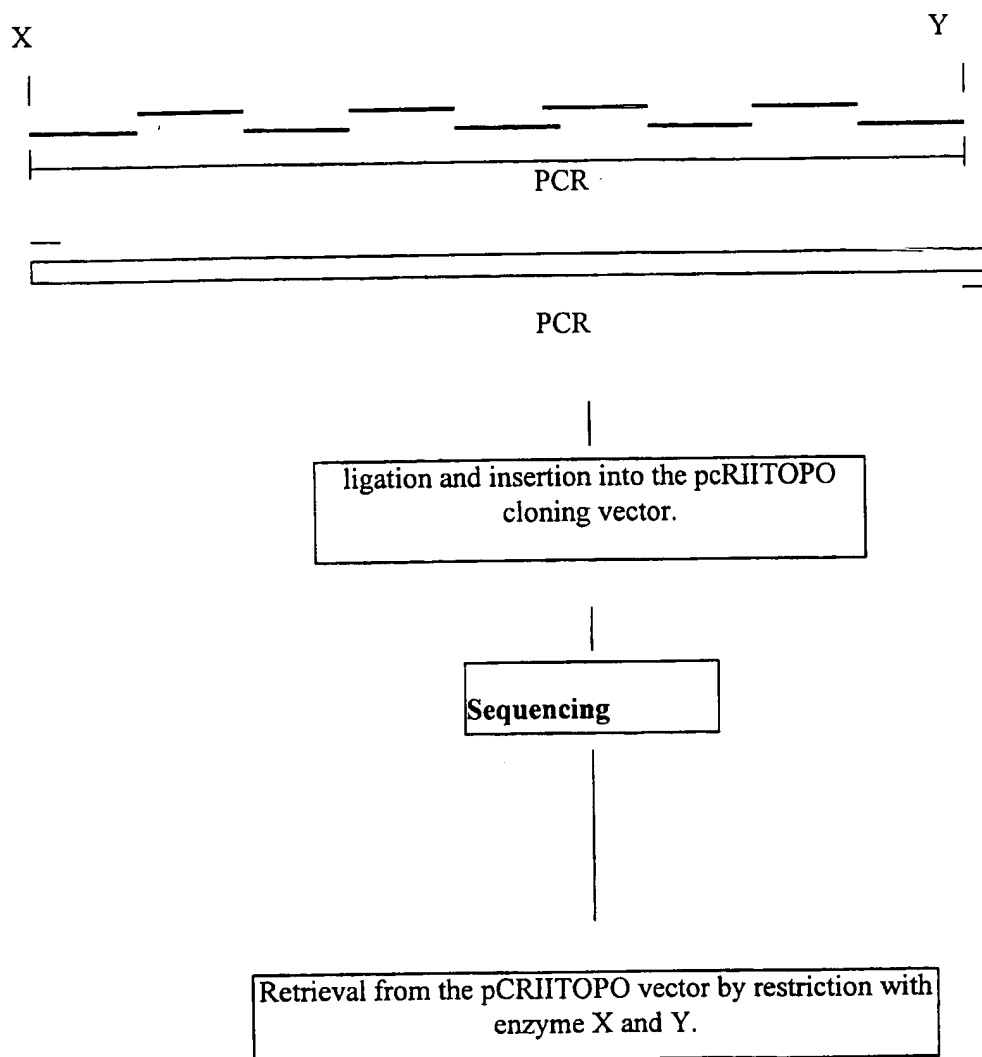 X
Y
PCR
PCR
ligation and insertion into the pcRIITOPO
cloning vector.
Sequencing
Retrieval from the pCRIITOPO vector by restriction with
enzyme X and Y.